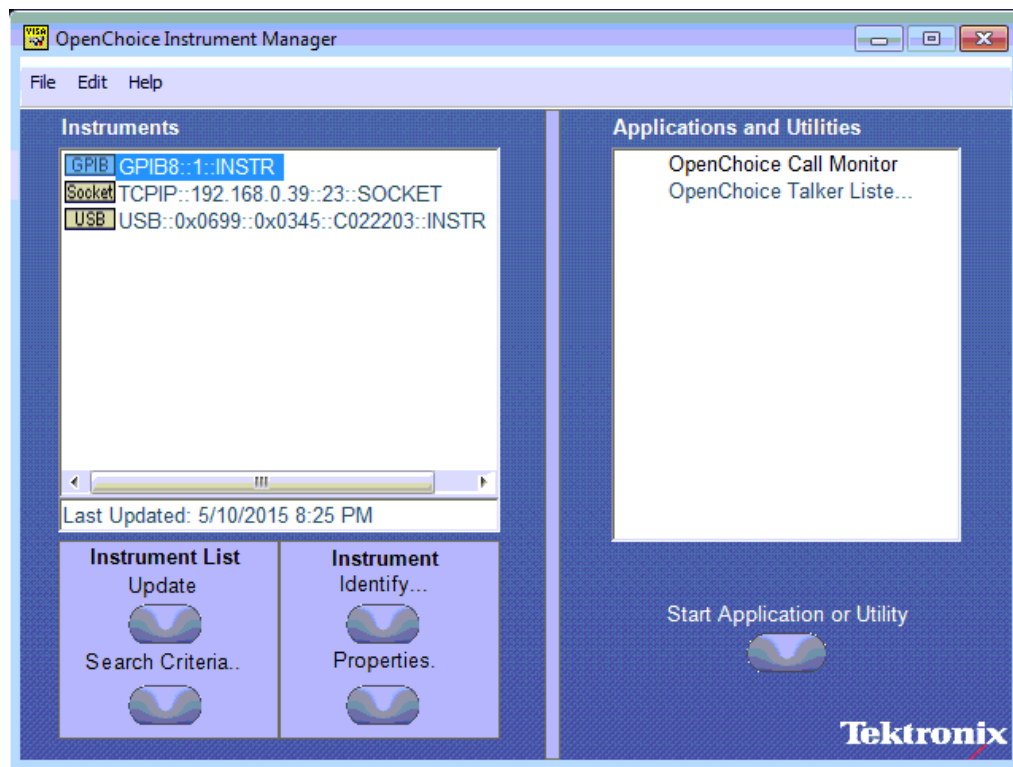 VISA
OpenChoice Instrument Manager
File Edit Help
Instruments
GPIB GPIB8::1::INSTR
Socket TCPIP::192.168.0.39::23::SOCKET
USB USB::0x0699::0x0345::C022203::INSTR
Last Updated: 5/10/2015 8:25 PM
Instrument List
Update
Search Criteria..
Instrument
Identify...
Properties.
Applications and Utilities
OpenChoice Call Monitor
OpenChoice Talker Liste...
Start Application or Utility
Tektronix